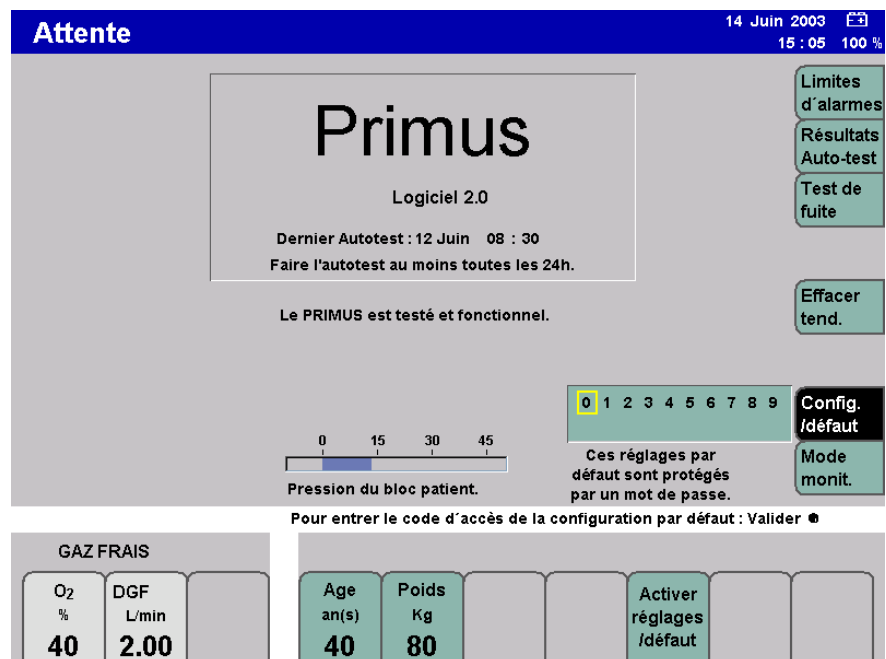 Attente
14 Juin 2003
15 : 05 100 %
Primus
Logiciel 2.0
Dernier Autotest : 12 Juin 08 : 30
Faire l'autotest au moins toutes les 24h.
Le PRIMUS est testé et fonctionnel.
Limites
d´alarmes
Résultats
Auto-test
Test de
fuite
Effacer
tend.
Config.
/défaut
Mode
monit.
0 1 2 3 4 5 6 7 8 9
Ces réglages par
défaut sont protégés
par un mot de passe.
0 15 30 45
Pression du bloc patient.
Pour entrer le code d´accès de la configuration par défaut : Valider
GAZ FRAIS
O2
%
40
DGF
L/min
2.00
Age
an(s)
40
Poids
Kg
80
Activer
réglages
/défaut